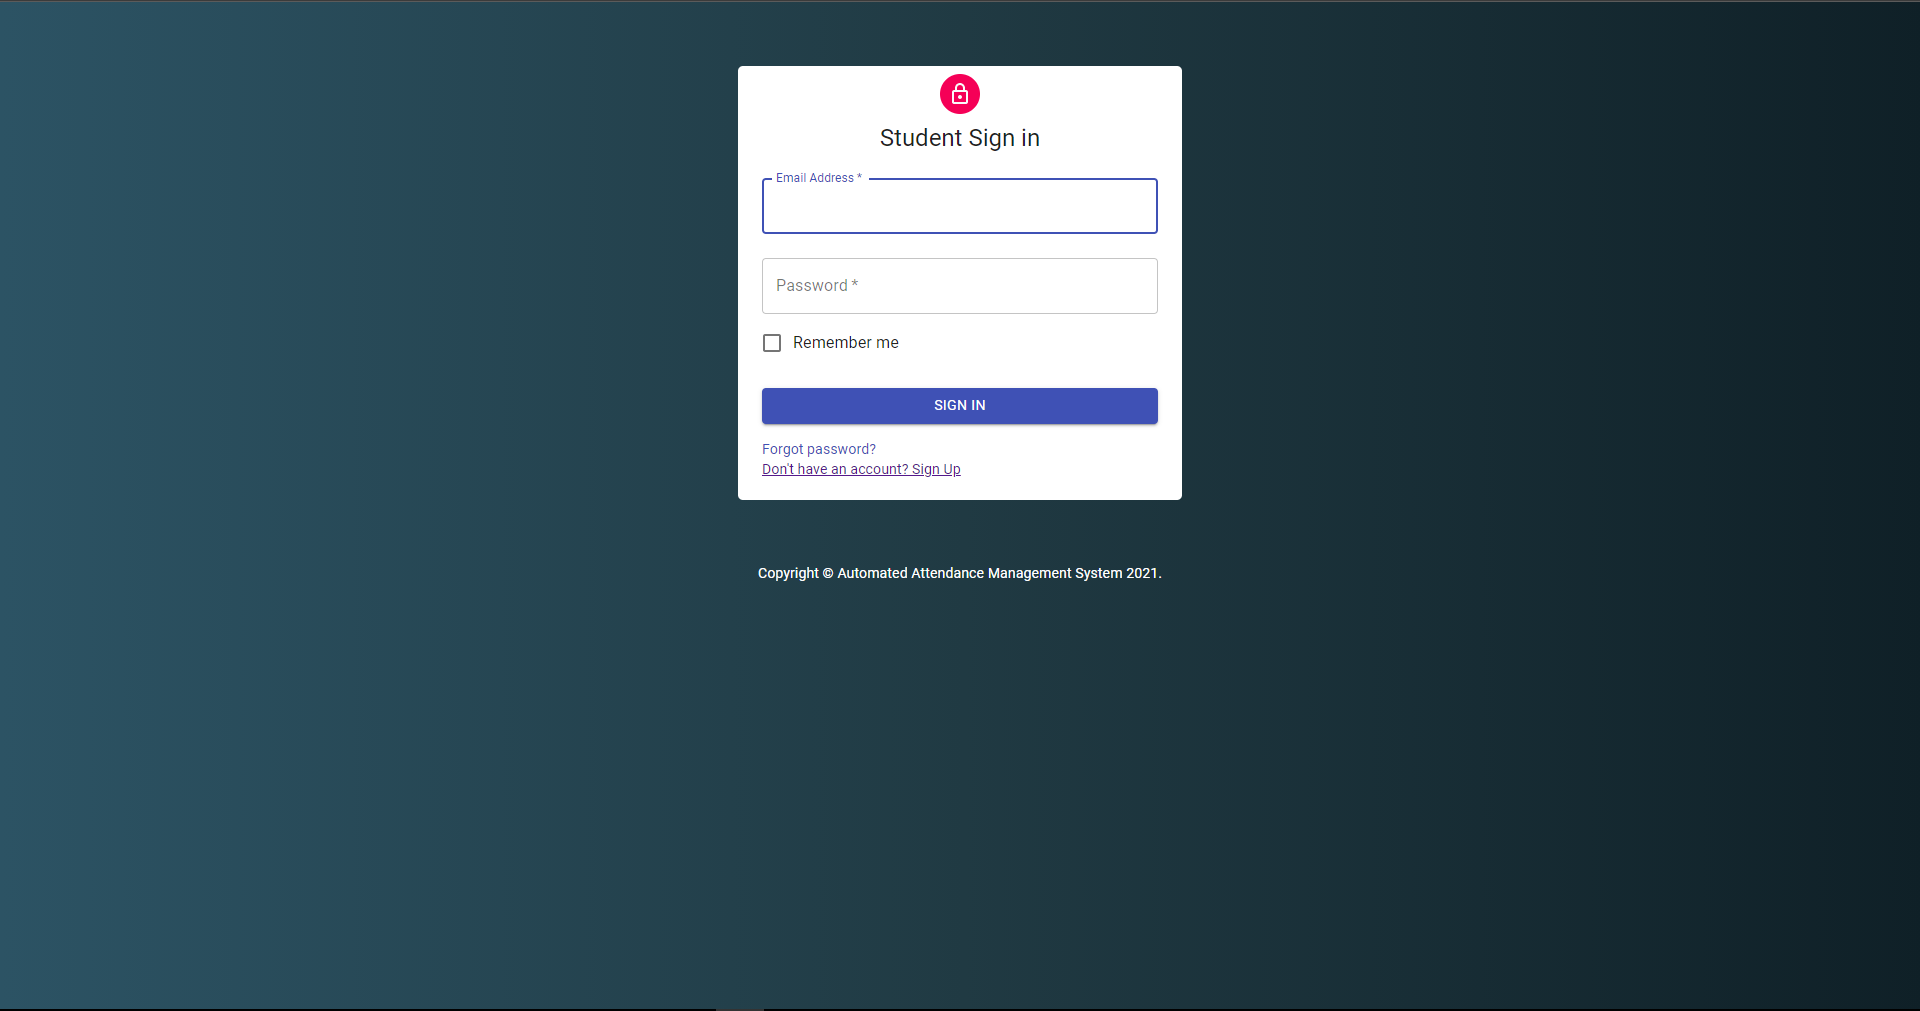 Student Sign in
Email Address *
Password *
Remember me
SIGN IN
Forgot password?
Don't have an account? Sign Up
Copyright © Automated Attendance Management System 2021.